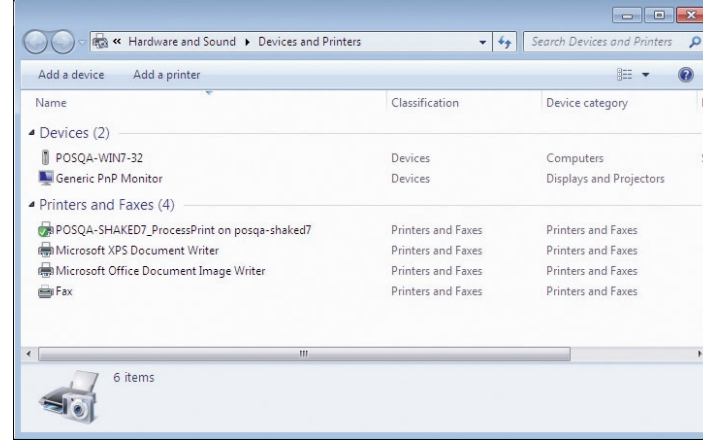 « Hardware and Sound ▸ Devices and Printers Search Devices and Printers
Add a device Add a printer
Name Classification Device category
Devices (2)
POSQA-WIN7-32 Devices Computers
Generic PnP Monitor Devices Displays and Projectors
Printers and Faxes (4)
POSQA-SHAKED7_ProcessPrint on posqa-shaked7 Printers and Faxes Printers and Faxes
Microsoft XPS Document Writer Printers and Faxes Printers and Faxes
Microsoft Office Document Image Writer Printers and Faxes Printers and Faxes
Fax Printers and Faxes Printers and Faxes
6 items